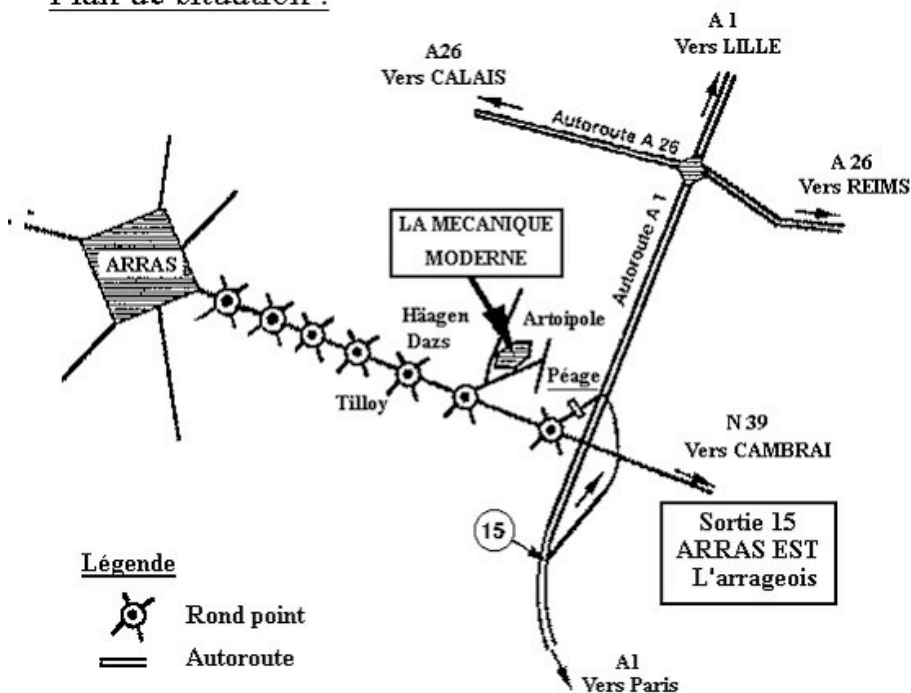 Plan de situation :
A 1
Vers LILLE
A26
Vers CALAIS
Autoroute A 26
A 26
Vers REIMS
LA MECANIQUE
MODERNE
Autoroute A 1
ARRAS
Häagen
Dazs
Artoipole
Tilloy
Péage
N 39
Vers CAMBRAI
15
Sortie 15
ARRAS EST
L'arrageois
Légende
Rond point
Autoroute
A1
Vers Paris